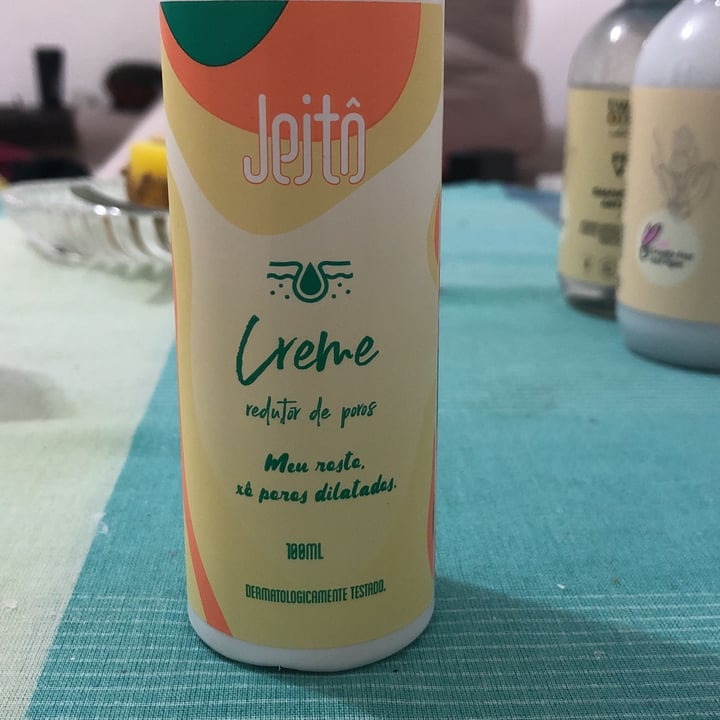 Jeitô
Creme
redutor de poros
Meu rosto,
xô poros dilatados.
100ML
DERMATOLOGICAMENTE TESTADO.